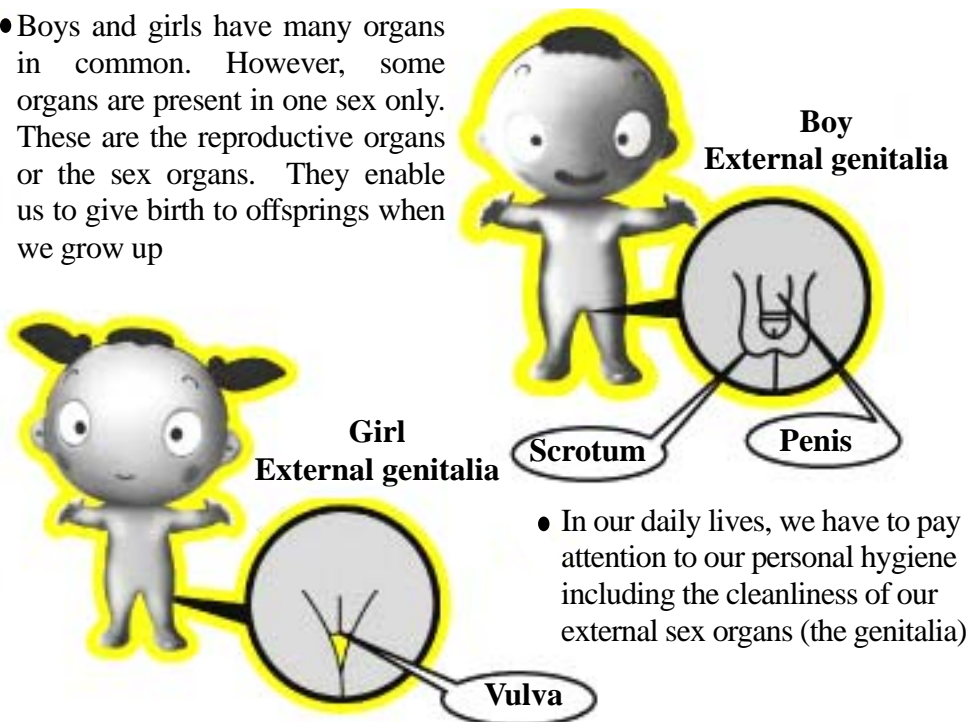 ● Boys and girls have many organs
in common. However, some
organs are present in one sex only.
These are the reproductive organs
or the sex organs. They enable
us to give birth to offsprings when
we grow up
Boy
External genitalia
Scrotum
Penis
Girl
External genitalia
Vulva
● In our daily lives, we have to pay
attention to our personal hygiene
including the cleanliness of our
external sex organs (the genitalia)